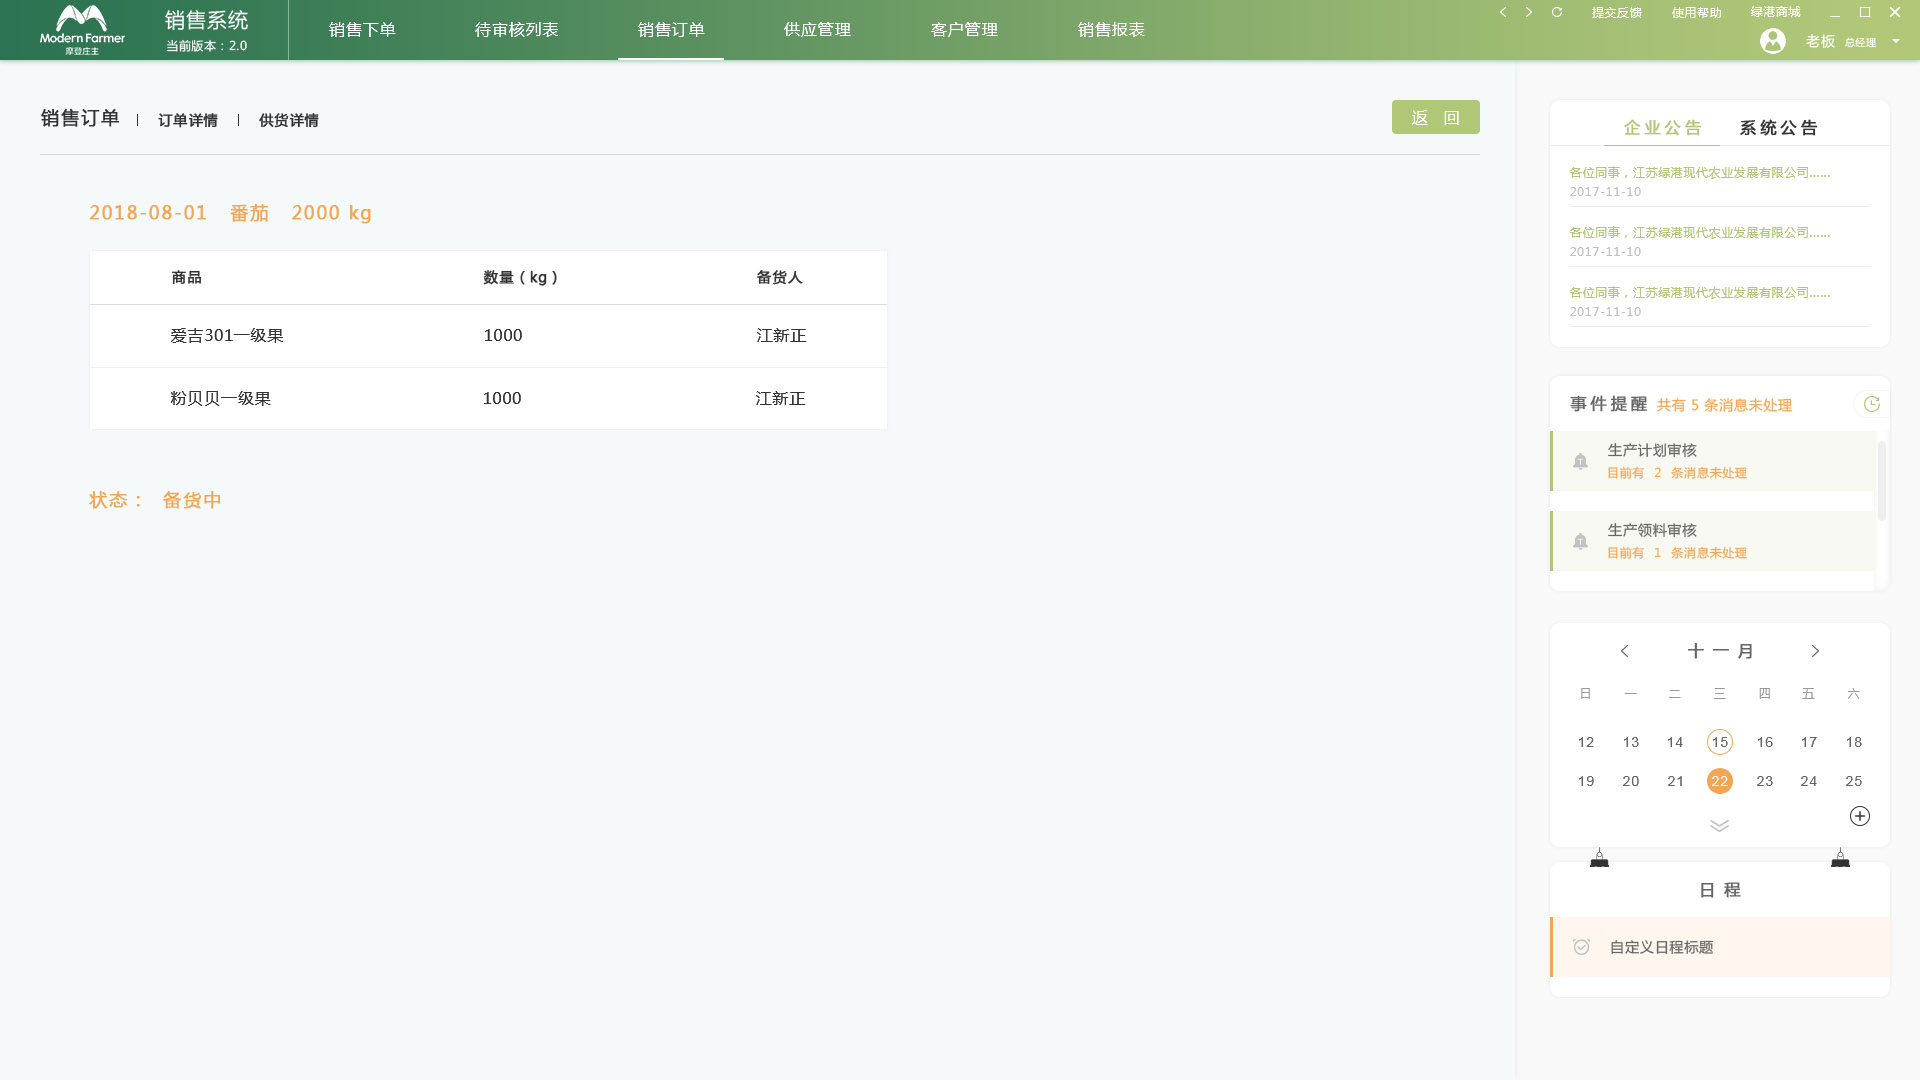 Modern Farmer
摩登庄主
销售系统
当前版本：2.0
销售下单 待审核列表 销售订单 供应管理 客户管理 销售报表
提交反馈 使用帮助 绿港商城
老板 总经理
销售订单 | 订单详情 | 供货详情
返 回
2018-08-01 番茄 2000 kg
商品 数量（kg） 备货人
爱吉301一级果 1000 江新正
粉贝贝一级果 1000 江新正
状态： 备货中
企业公告 系统公告
各位同事，江苏绿港现代农业发展有限公司......
2017-11-10
各位同事，江苏绿港现代农业发展有限公司......
2017-11-10
各位同事，江苏绿港现代农业发展有限公司......
2017-11-10
事件提醒 共有 5 条消息未处理
生产计划审核
目前有 2 条消息未处理
生产领料审核
目前有 1 条消息未处理
十一月
日 一 二 三 四 五 六
12 13 14 15 16 17 18
19 20 21 22 23 24 25
日 程
自定义日程标题